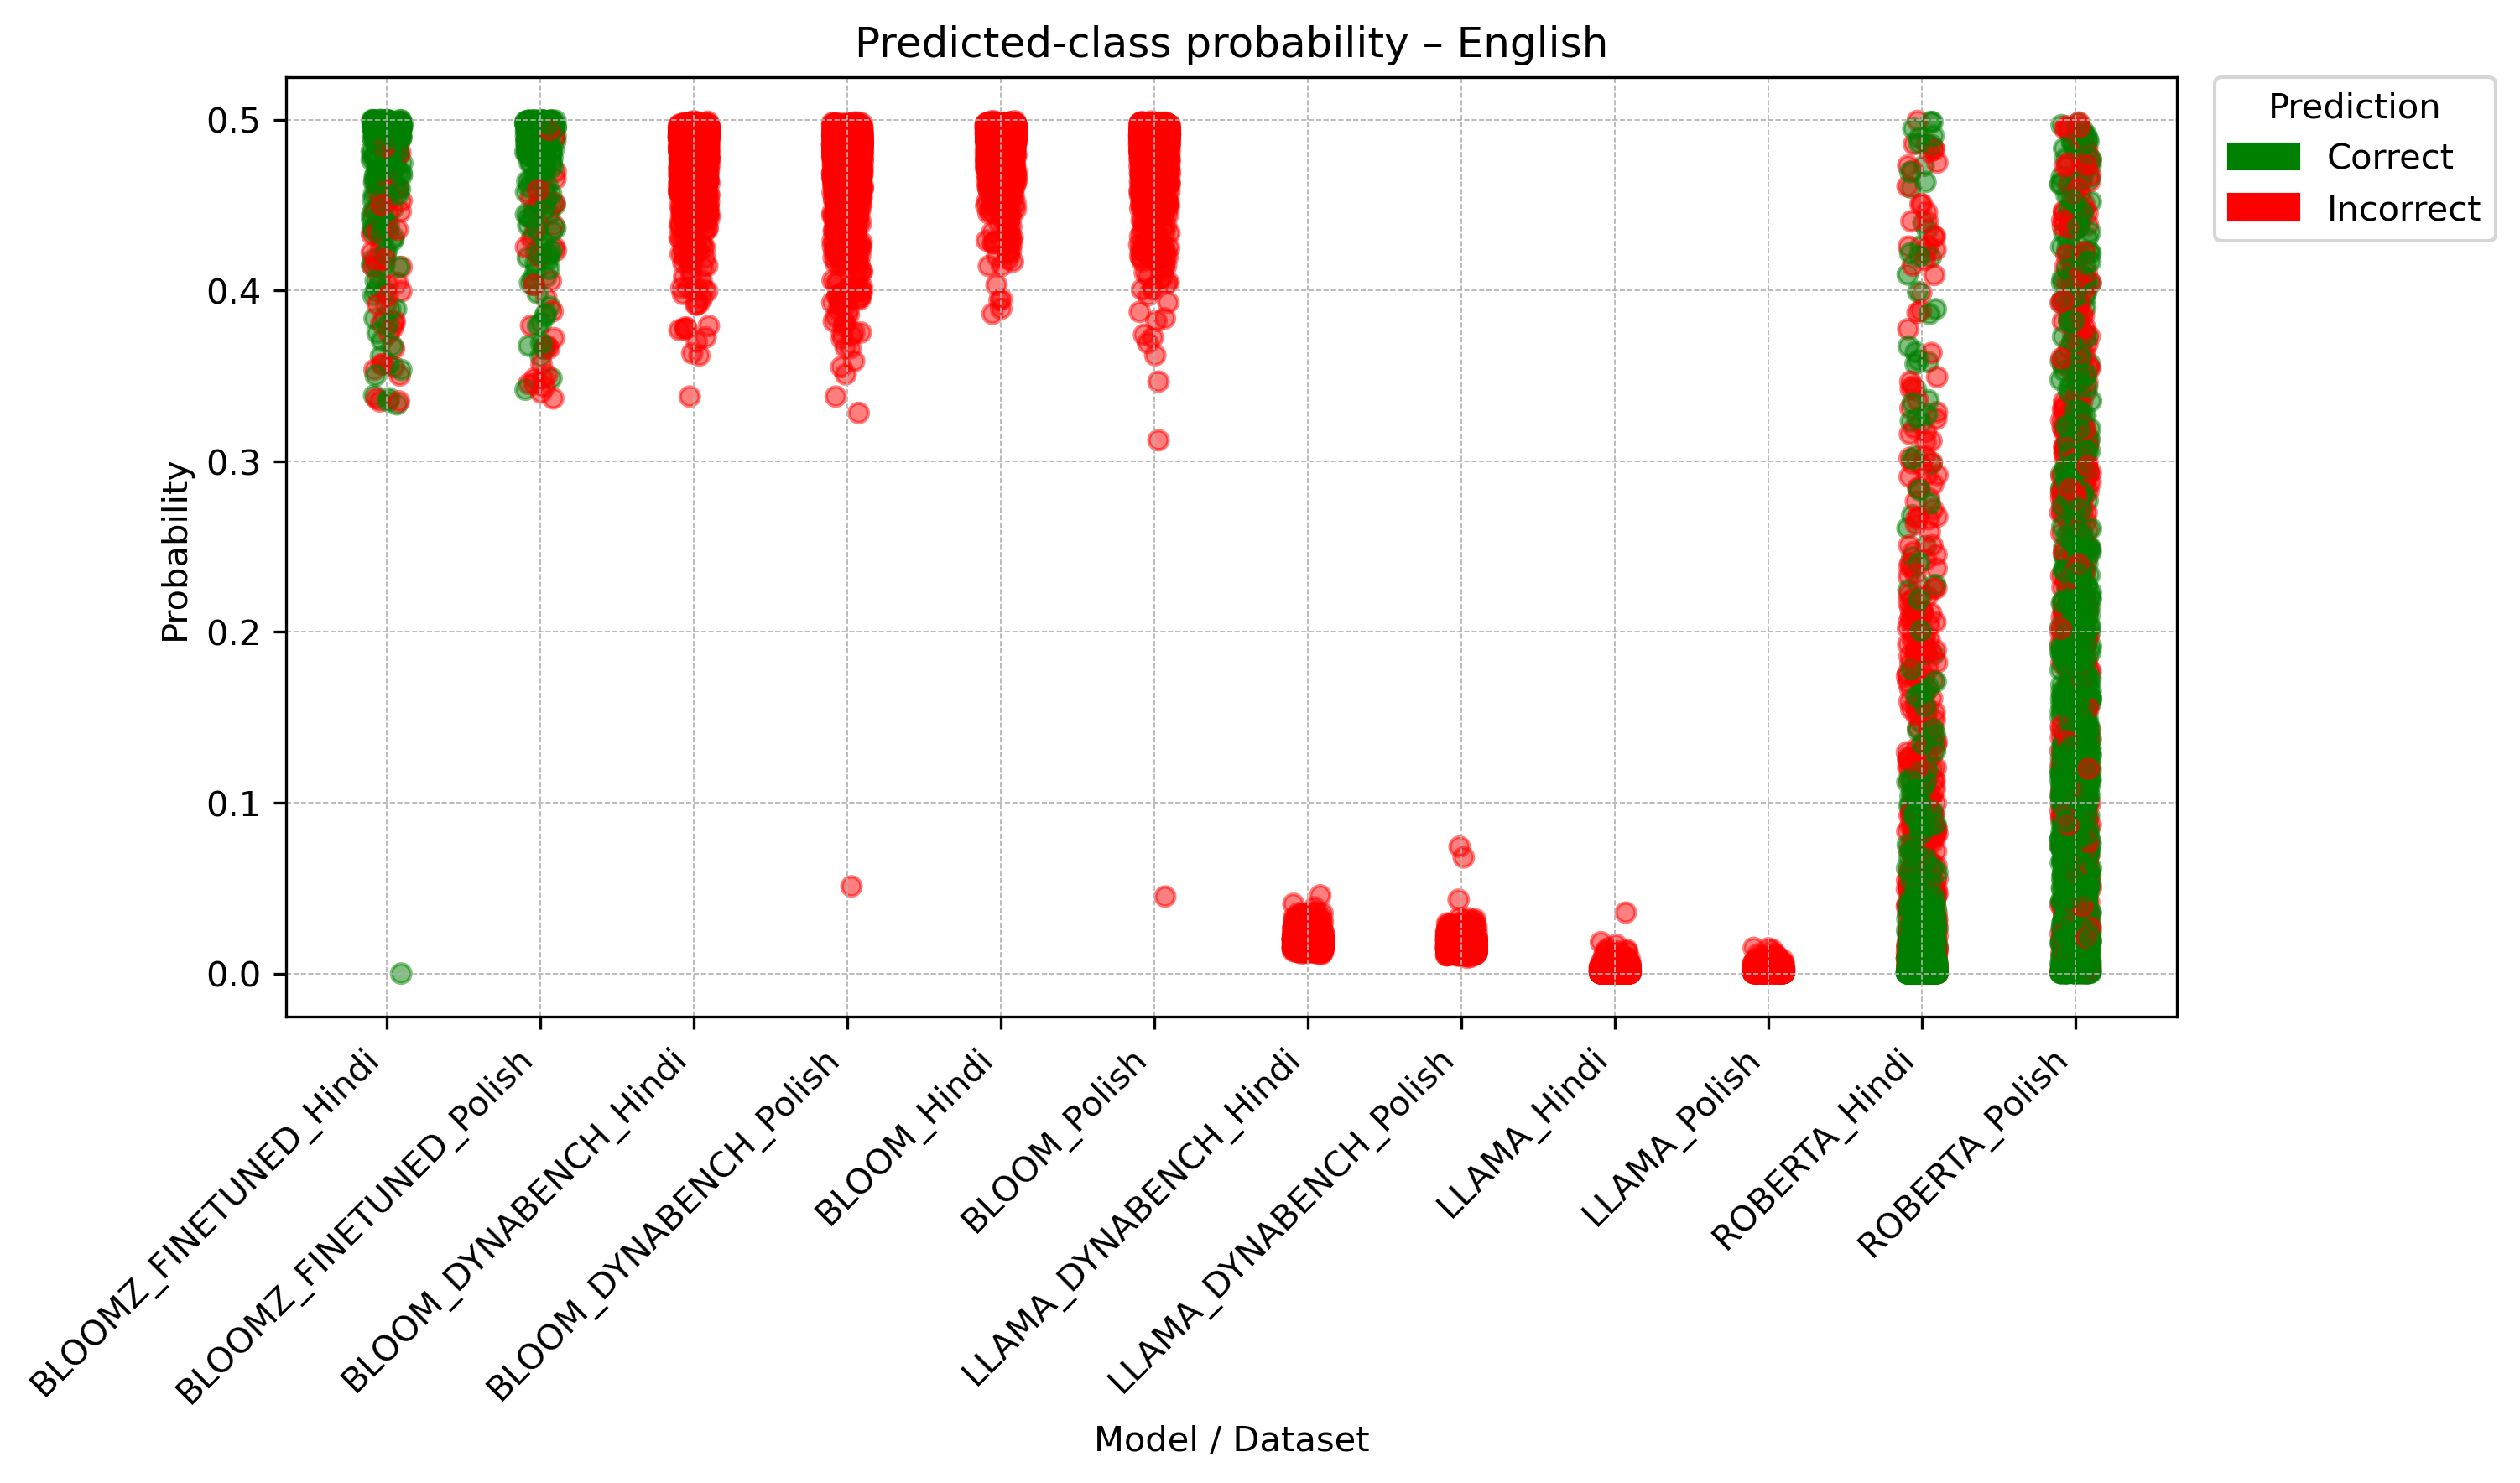 Predicted-class probability – English
Prediction
Correct
Incorrect
Probability
0.5
0.4
0.3
0.2
0.1
0.0
BLOOMZ_FINETUNED_Hindi
BLOOMZ_FINETUNED_Polish
BLOOM_DYNABENCH_Hindi
BLOOM_DYNABENCH_Polish
BLOOM_Hindi
BLOOM_Polish
LLAMA_DYNABENCH_Hindi
LLAMA_DYNABENCH_Polish
LLAMA_Hindi
LLAMA_Polish
ROBERTA_Hindi
ROBERTA_Polish
Model / Dataset